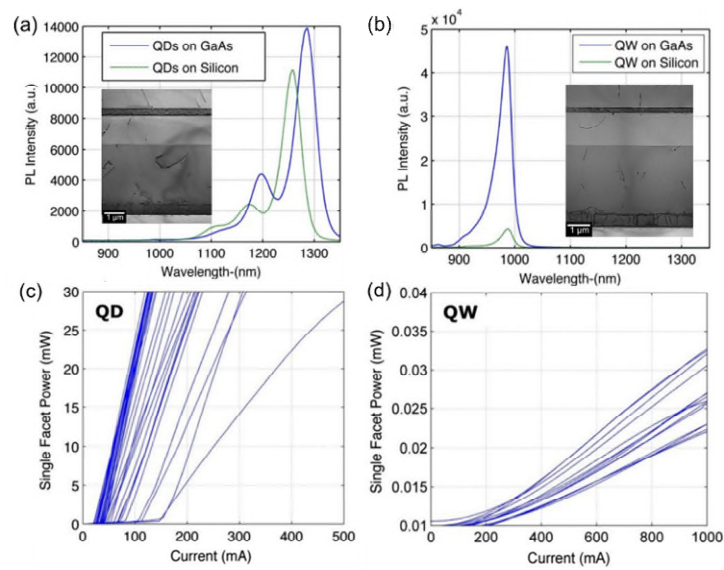 (a)
14000
12000
10000
8000
6000
4000
2000
0
PL Intensity (a.u.)
QDs on GaAs
QDs on Silicon
1 µm
900 1000 1100 1200 1300
Wavelength-(nm)
(b)
5 x 10⁴
4
3
2
1
0
PL Intensity (a.u.)
QW on GaAs
QW on Silicon
1 µm
850 900 1000 1100 1200 1300
Wavelength-(nm)
(c)
QD
30
25
20
15
10
5
0
Single Facet Power (mW)
0 100 200 300 400 500
Current (mA)
(d)
QW
0.04
0.035
0.03
0.025
0.02
0.015
0.01
Single Facet Power (mW)
0 200 400 600 800 1000
Current (mA)